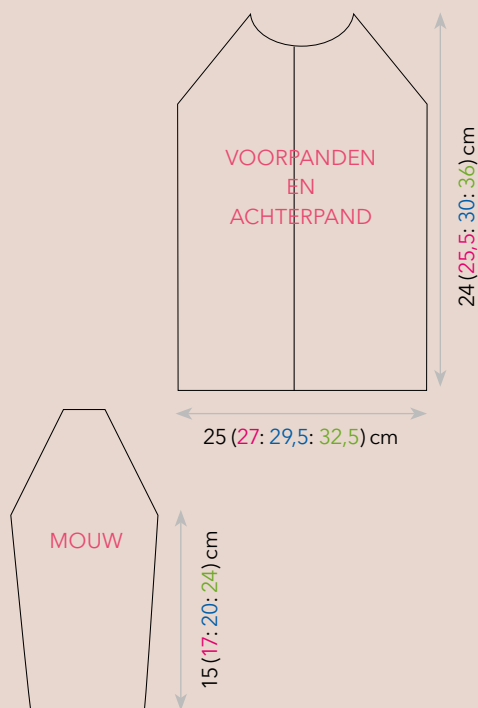 VOORPANDEN
EN
ACHTERPAND
24 (25,5: 30: 36) cm
25 (27: 29,5: 32,5) cm
MOUW
15 (17: 20: 24) cm